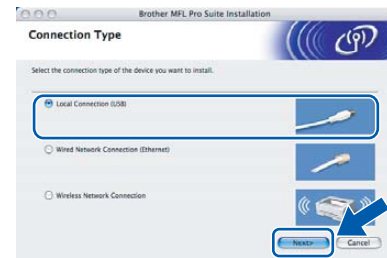 Brother MFL Pro Suite Installation
Connection Type
Select the connection type of the device you want to install.
Local Connection (USB)
Wired Network Connection (Ethernet)
Wireless Network Connection
Next> Cancel